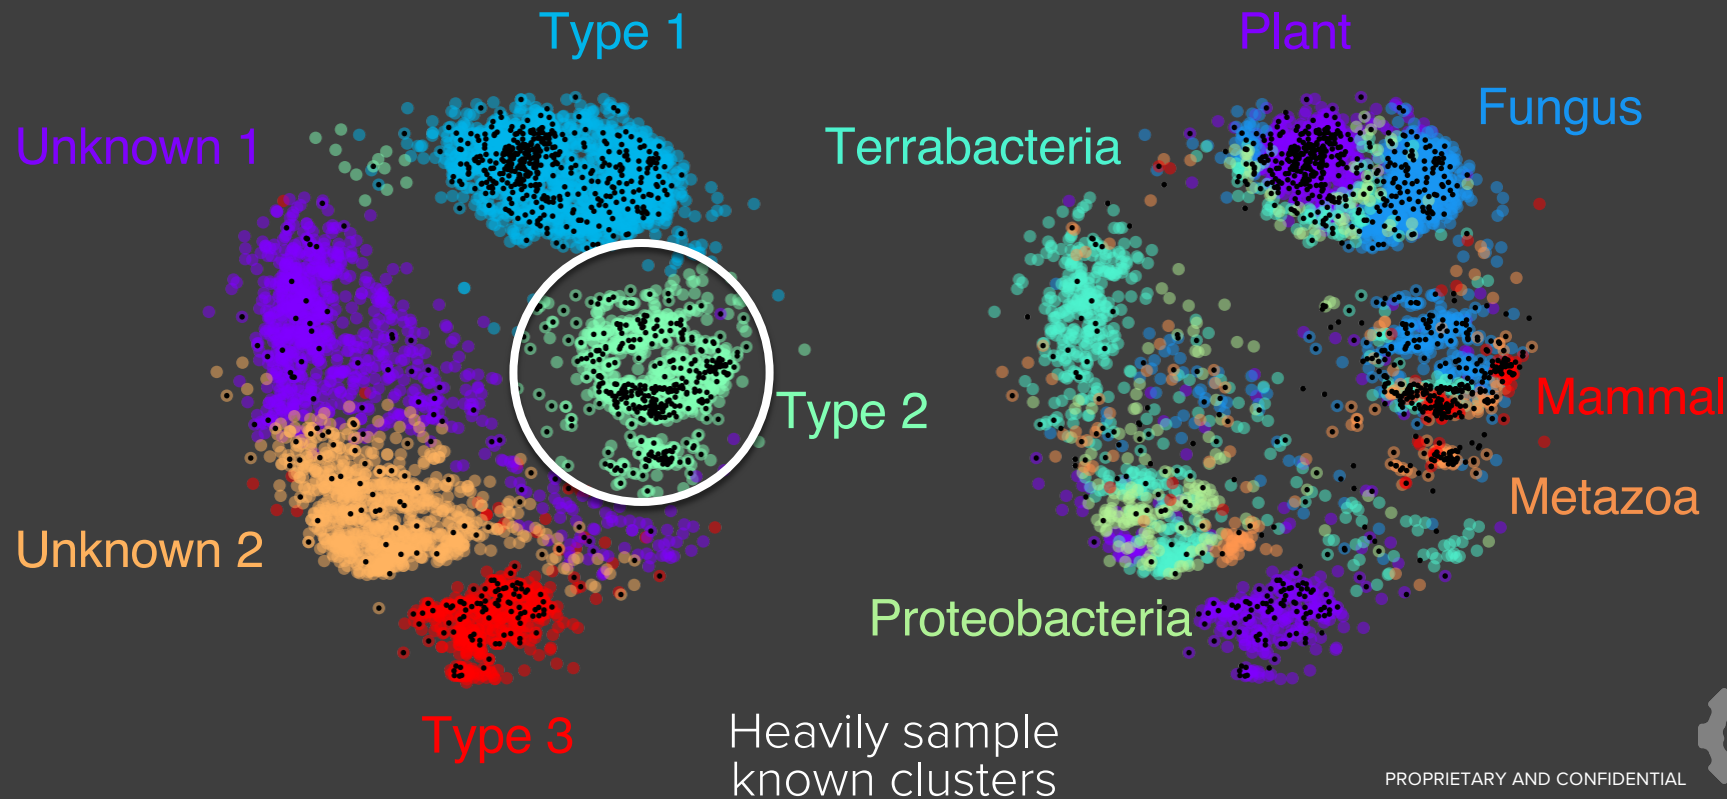 Type 1
Plant
Fungus
Unknown 1
Terrabacteria
Type 2
Mammal
Metazoa
Unknown 2
Proteobacteria
Type 3
Heavily sample
known clusters
PROPRIETARY AND CONFIDENTIAL